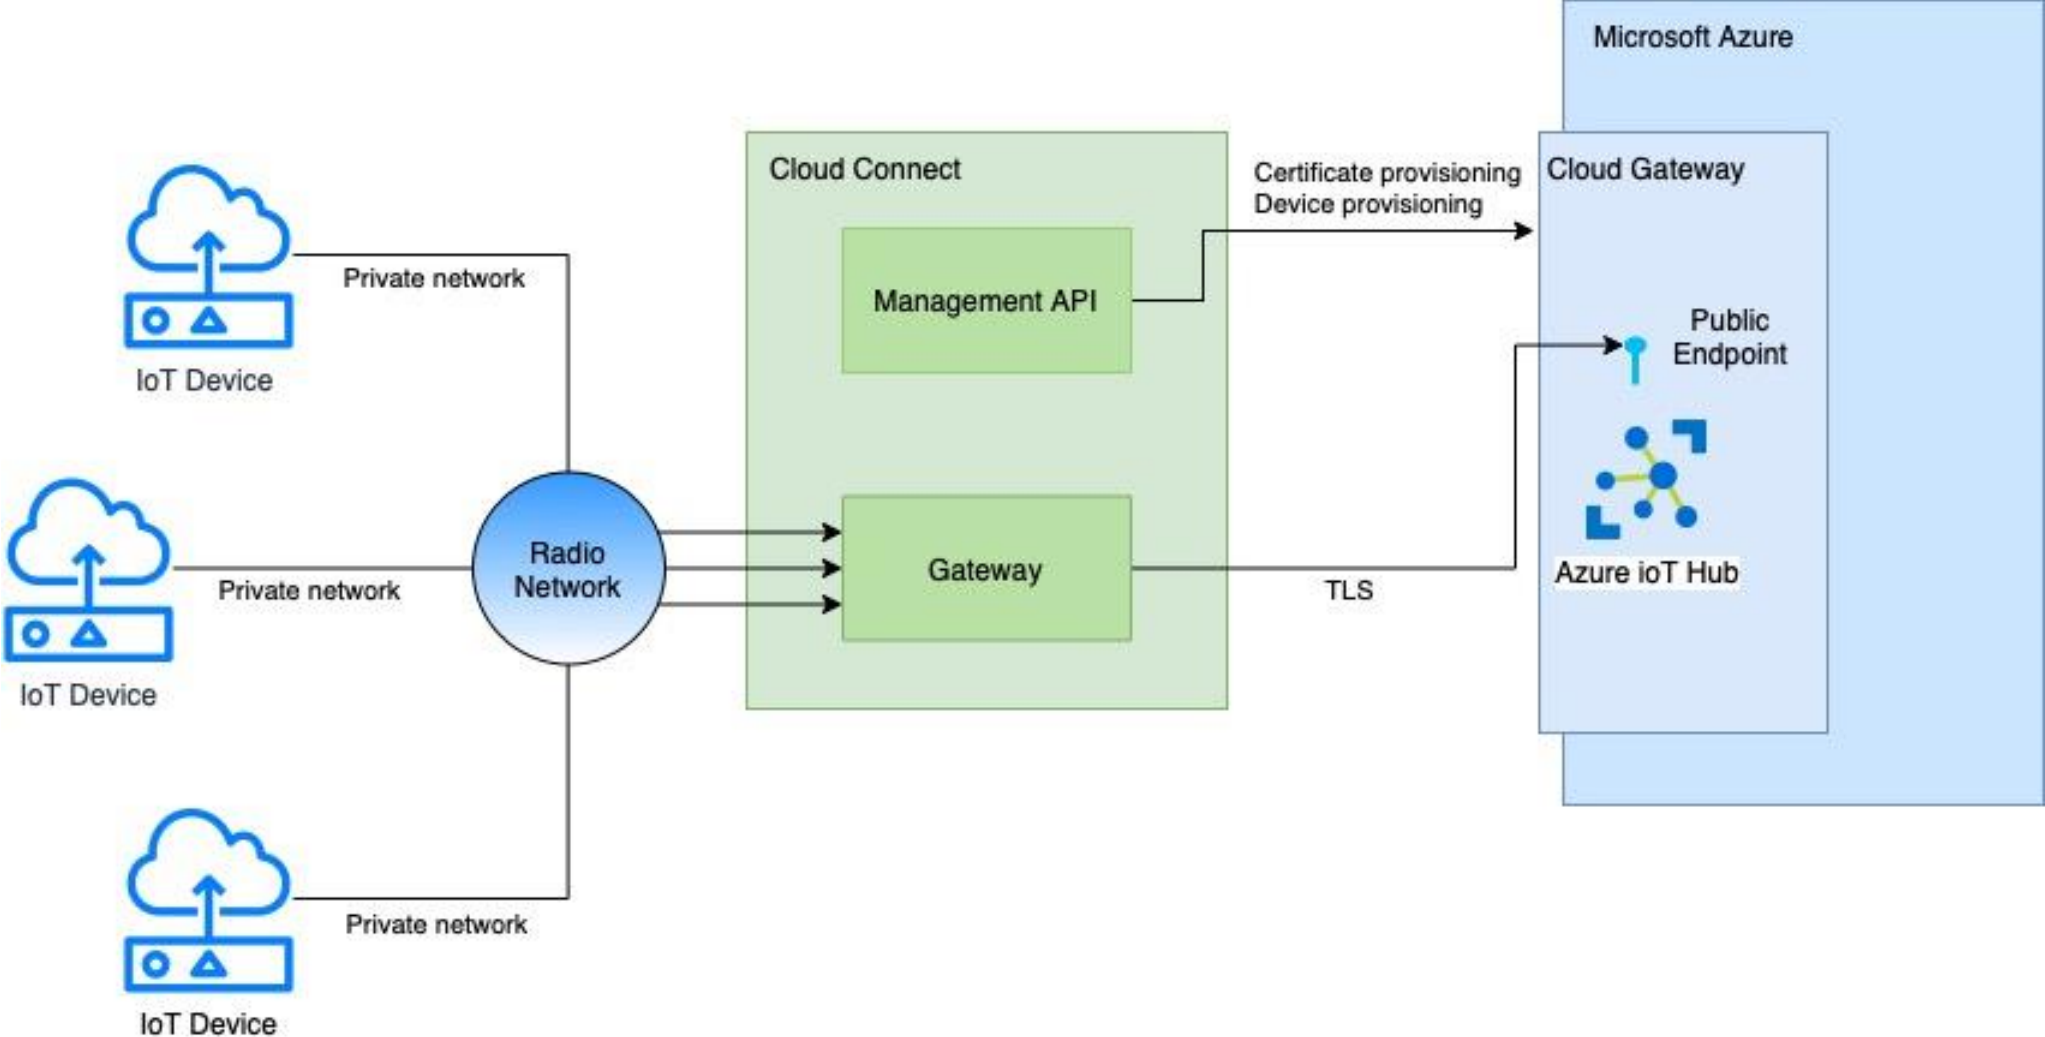 Microsoft Azure
Cloud Connect
Certificate provisioning
Device provisioning
Cloud Gateway
Private network
Management API
Public
Endpoint
IoT Device
Radio
Network
Gateway
Azure ioT Hub
Private network
TLS
IoT Device
Private network
IoT Device